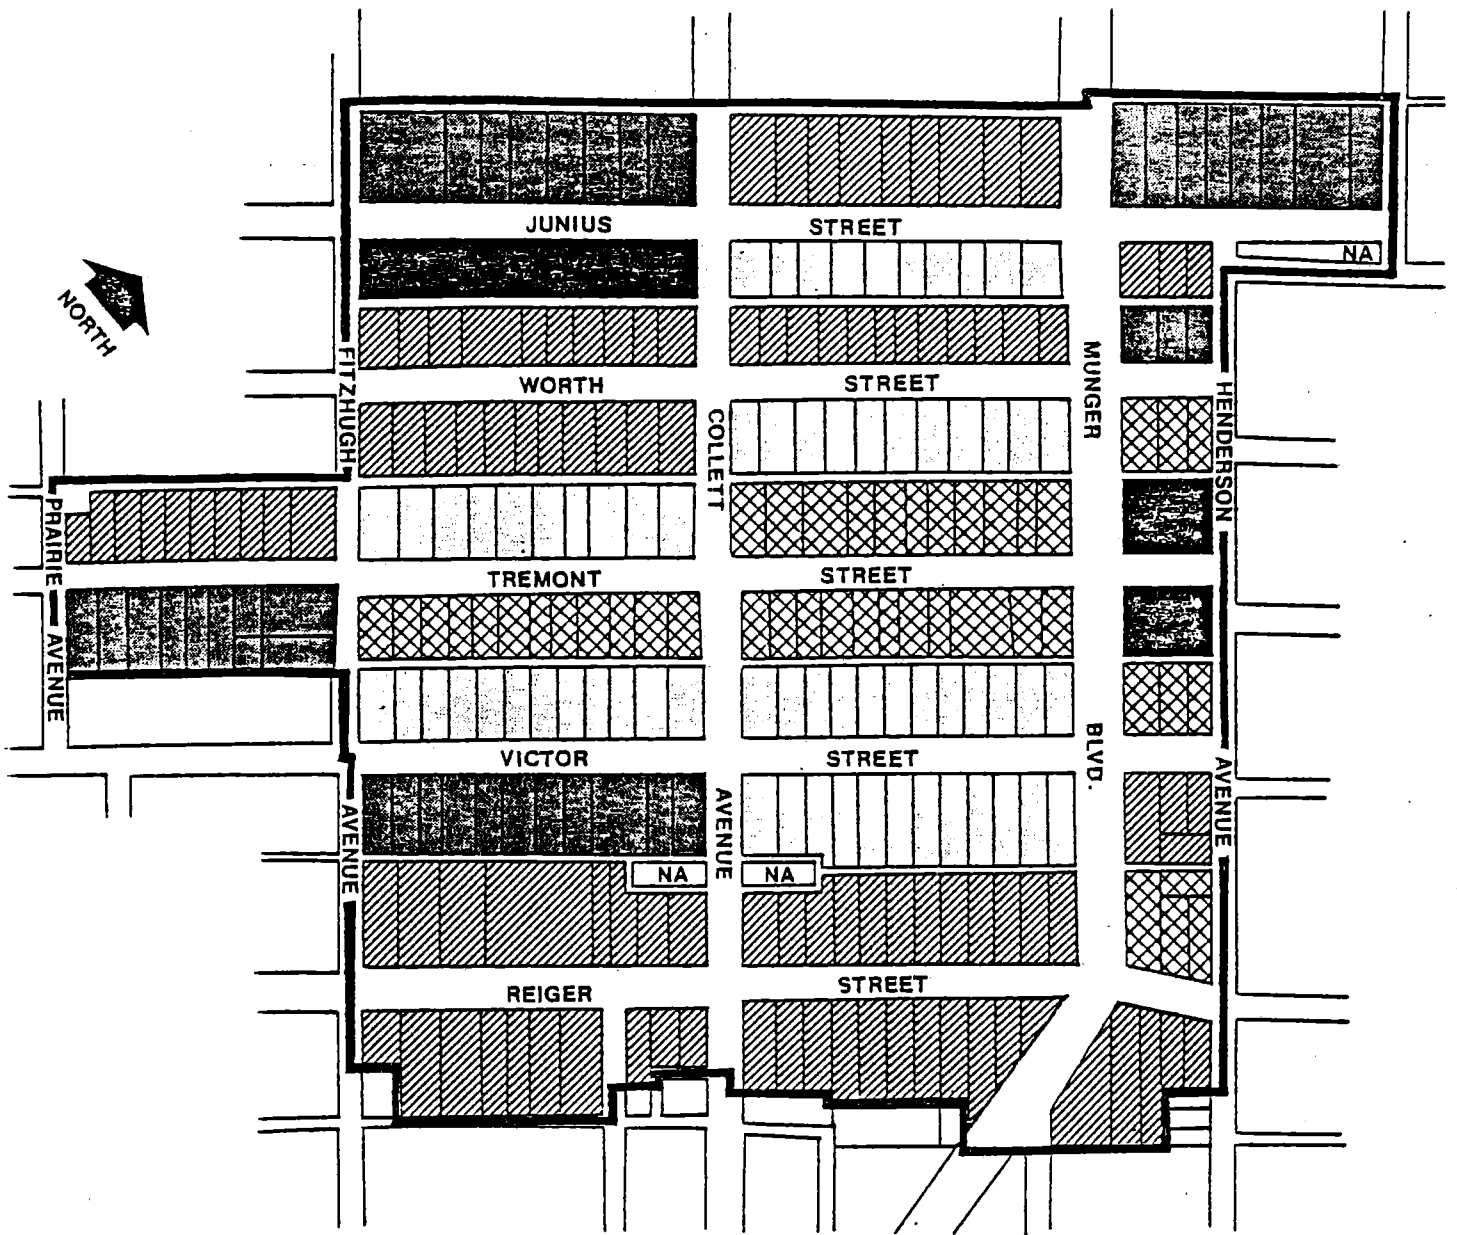 JUNIUS STREET
NA
NORTH
FITZHUGH
MUNGER
WORTH STREET
HENDERSON
COLLETT
PRAIRIE
TREMONT STREET
AVENUE
BLVD.
VICTOR STREET
AVENUE
AVENUE
AVENUE
NA NA
REIGER STREET